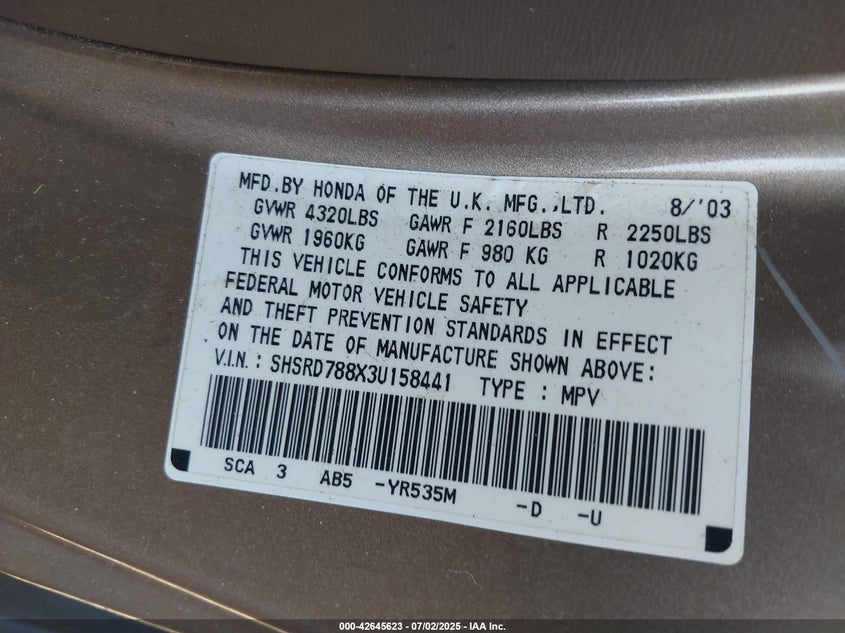 MFD.BY HONDA OF THE U.K. MFG.,LTD. 8/'03
GVWR 4320LBS GAWR F 2160LBS R 2250LBS
GVWR 1960KG GAWR F 980 KG R 1020KG
THIS VEHICLE CONFORMS TO ALL APPLICABLE
FEDERAL MOTOR VEHICLE SAFETY
AND THEFT PREVENTION STANDARDS IN EFFECT
ON THE DATE OF MANUFACTURE SHOWN ABOVE:
V.I.N.: SHSRD788X3U158441 TYPE : MPV
SCA 3 AB5 -YR535M -D -U
000-42645623 - 07/02/2025 - IAA Inc.